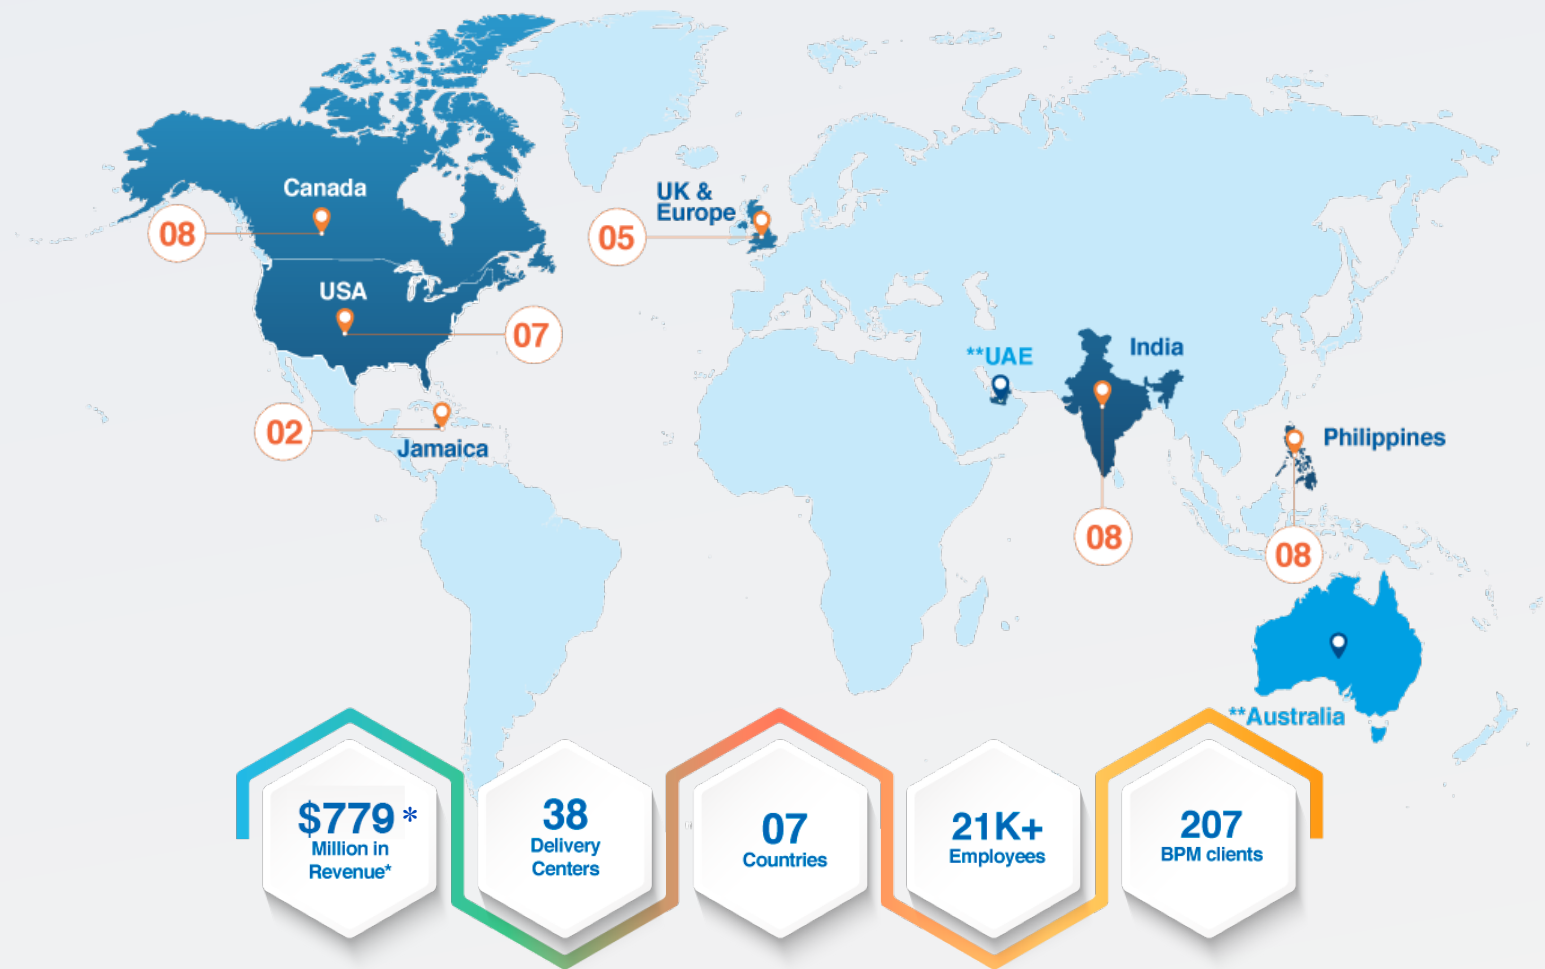 Canada
08
USA
07
02
Jamaica
UK &
Europe
05
**UAE
India
08
Philippines
08
**Australia
$779 *
Million in
Revenue*
38
Delivery
Centers
07
Countries
21K+
Employees
207
BPM clients